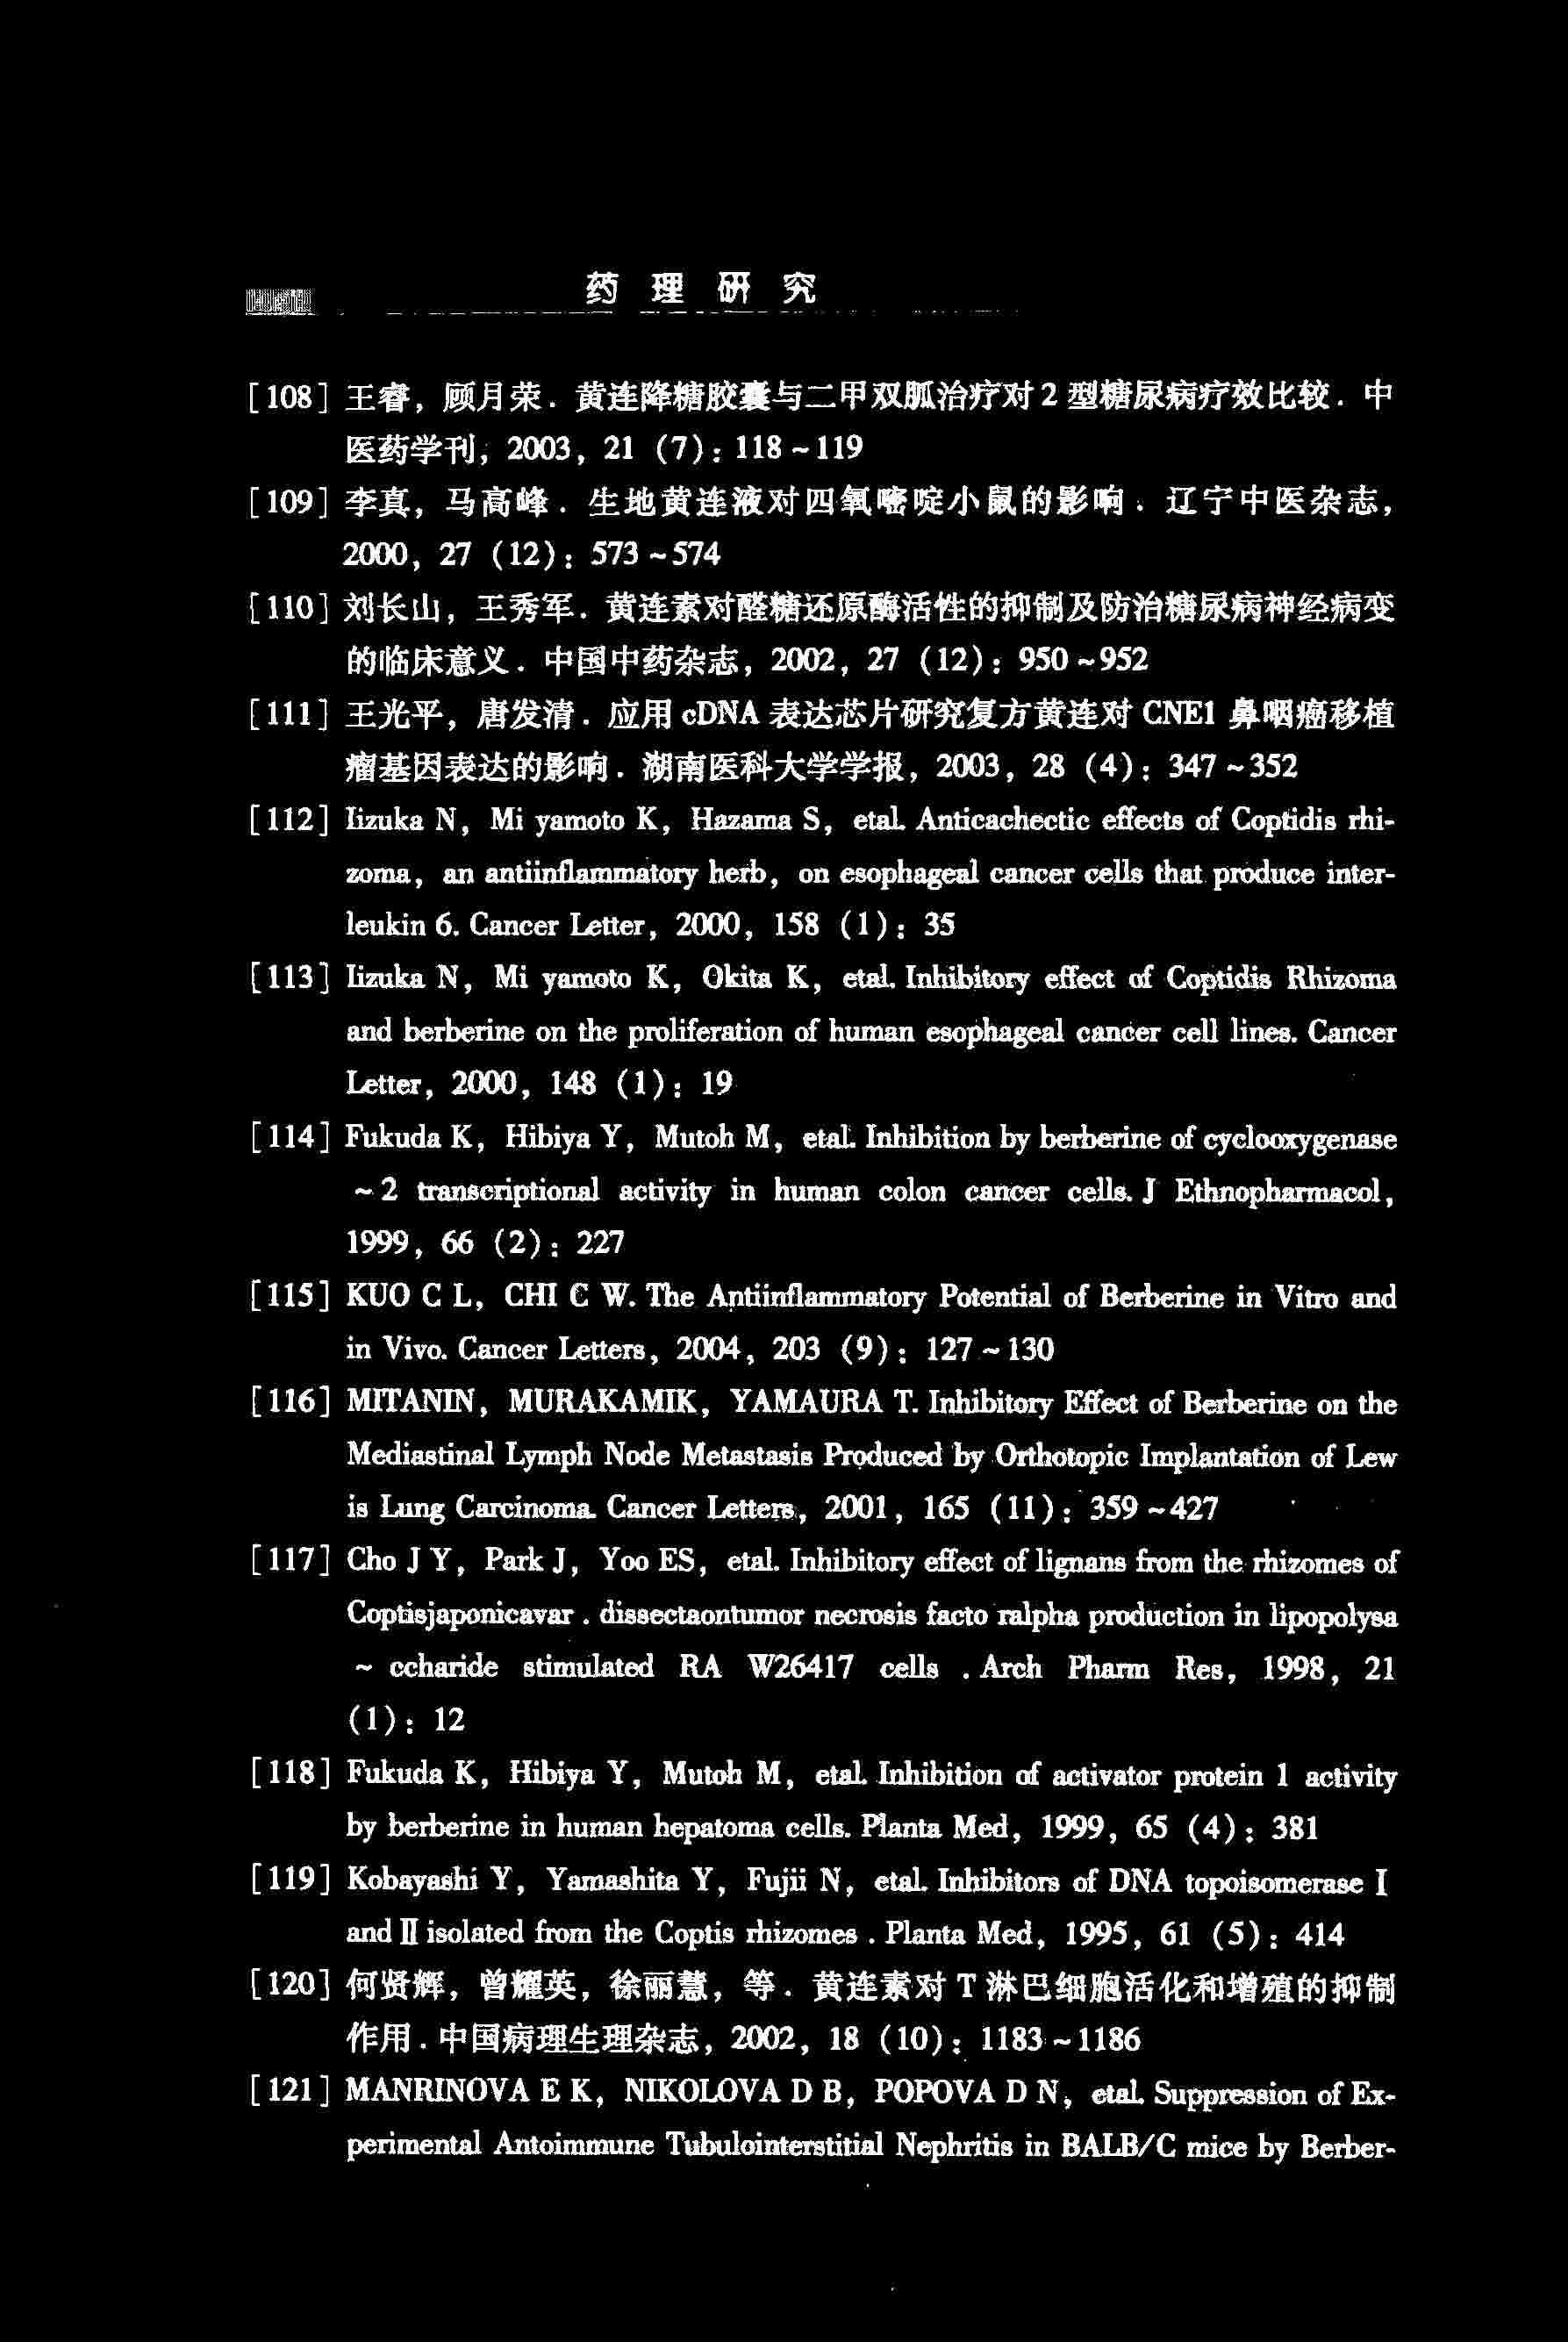 药理研究
[108] 王睿，顾月荣．黄连降糖胶囊与二甲双胍治疗对2型糖尿病疗效比较．中
医药学刊，2003，21（7）：118～119
[109] 李真，马高峰．生地黄连液对四氧嘧啶小鼠的影响．辽宁中医杂志，
2000，27（12）：573～574
[110] 刘长山，王秀军．黄连素对醛糖还原酶活性的抑制及防治糖尿病神经病变
的临床意义．中国中药杂志，2002，27（12）：950～952
[111] 王光平，唐发清．应用cDNA表达芯片研究复方黄连对CNE1鼻咽癌移植
瘤基因表达的影响．湖南医科大学学报，2003，28（4）：347～352
[112] Iizuka N, Mi yamoto K, Hazama S, etal. Anticachectic effects of Coptidis rhi-
zoma, an antiinflammatory herb, on esophageal cancer cells that produce inter-
leukin 6. Cancer Letter, 2000, 158 (1): 35
[113] Iizuka N, Mi yamoto K, Okita K, etal. Inhibitory effect of Coptidis Rhizoma
and berberine on the proliferation of human esophageal cancer cell lines. Cancer
Letter, 2000, 148 (1): 19
[114] Fukuda K, Hibiya Y, Mutoh M, etal. Inhibition by berberine of cyclooxygenase
~2 transcriptional activity in human colon cancer cells. J Ethnopharmacol,
1999, 66 (2): 227
[115] KUO C L, CHI C W. The Antiinflammatory Potential of Berberine in Vitro and
in Vivo. Cancer Letters, 2004, 203 (9): 127~130
[116] MITANIN, MURAKAMIK, YAMAURA T. Inhibitory Effect of Berberine on the
Mediastinal Lymph Node Metastasis Produced by Orthotopic Implantation of Lew
is Lung Carcinoma. Cancer Letters, 2001, 165 (11): 359~427
[117] Cho J Y, Park J, Yoo ES, etal. Inhibitory effect of lignans from the rhizomes of
Coptisjaponicavar . dissectaontumor necrosis facto ralpha production in lipopolysa
~ ccharide stimulated RA W26417 cells . Arch Pharm Res, 1998, 21
(1): 12
[118] Fukuda K, Hibiya Y, Mutoh M, etal. Inhibition of activator protein 1 activity
by berberine in human hepatoma cells. Planta Med, 1999, 65 (4): 381
[119] Kobayashi Y, Yamashita Y, Fujii N, etal. Inhibitors of DNA topoisomerase Ⅰ
and Ⅱ isolated from the Coptis rhizomes . Planta Med, 1995, 61 (5): 414
[120] 何贤辉，曾耀英，徐丽慧，等．黄连素对T淋巴细胞活化和增殖的抑制
作用．中国病理生理杂志，2002，18（10）：1183～1186
[121] MANRINOVA E K, NIKOLOVA D B, POPOVA D N, etal. Suppression of Ex-
perimental Antoimmune Tubulointerstitial Nephritis in BALB/C mice by Berber-